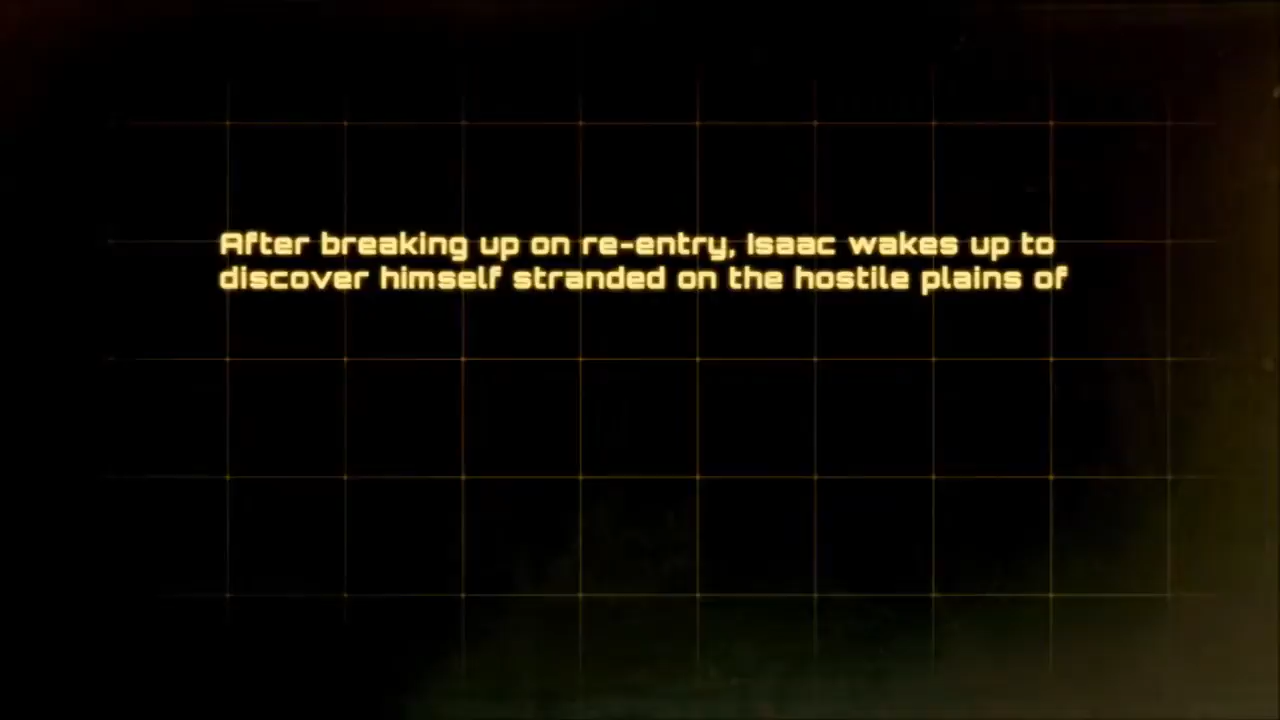 After breaking up on re-entry, Isaac wakes up to
discover himself stranded on the hostile plains of